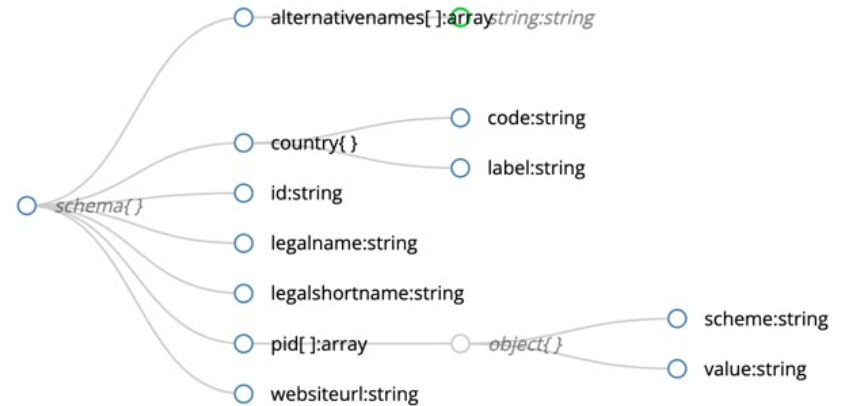 alternativenames[ ]:array string:string
country{ }
code:string
label:string
schema{ }
id:string
legalname:string
legalshortname:string
pid[ ]:array
object{ }
scheme:string
value:string
websiteurl:string